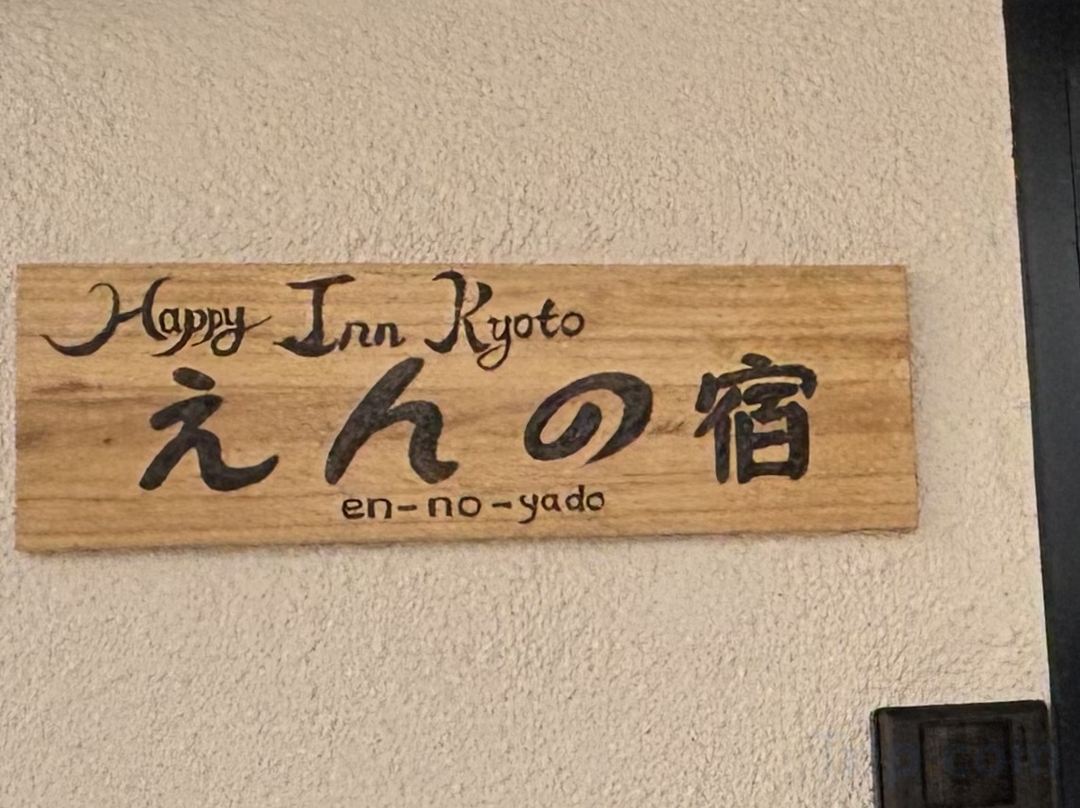 Happy Inn Kyoto
えんの宿
en-no-yado